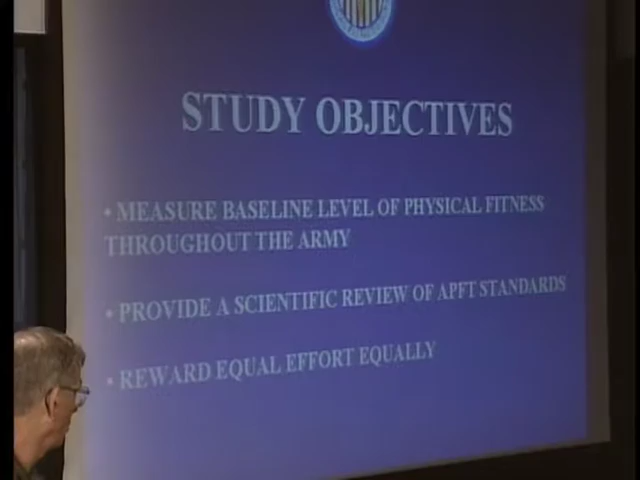 STUDY OBJECTIVES
• MEASURE BASELINE LEVEL OF PHYSICAL FITNESS
THROUGHOUT THE ARMY
• PROVIDE A SCIENTIFIC REVIEW OF APFT STANDARDS
• REWARD EQUAL EFFORT EQUALLY